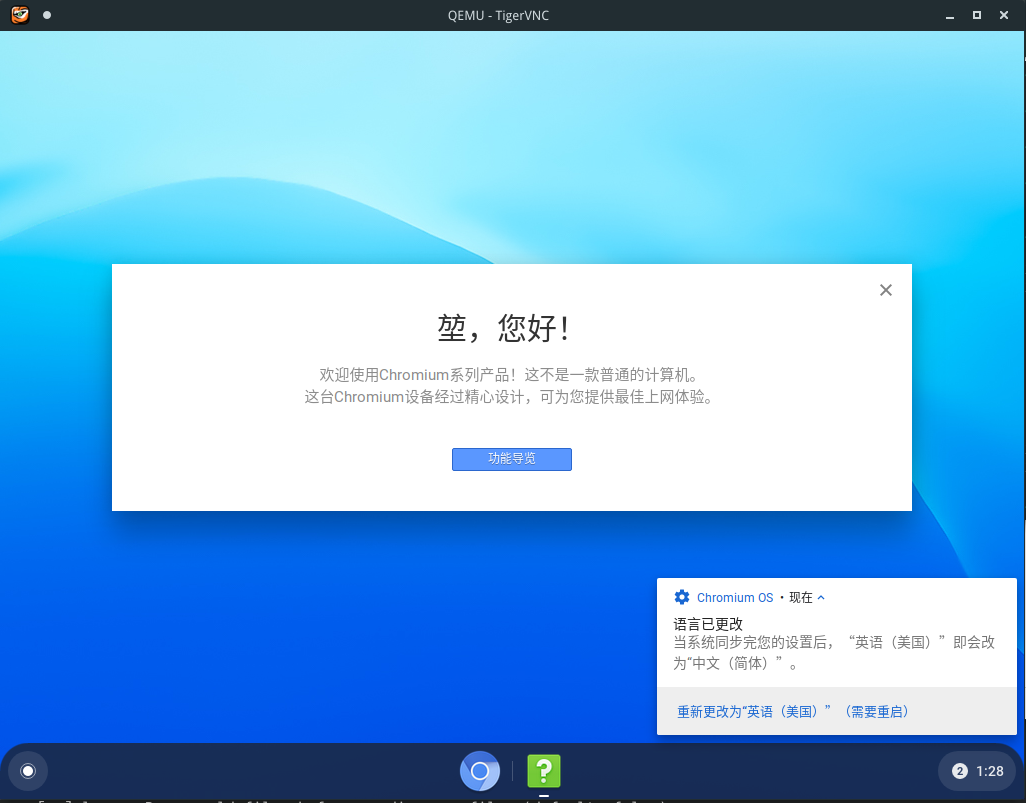 QEMU - TigerVNC
堃，您好！
欢迎使用Chromium系列产品！这不是一款普通的计算机。
这台Chromium设备经过精心设计，可为您提供最佳上网体验。
功能导览
Chromium OS • 现在
语言已更改
当系统同步完您的设置后，“英语（美国）”即会改
为“中文（简体）”。
重新更改为“英语（美国）”（需要重启）
?
2 1:28